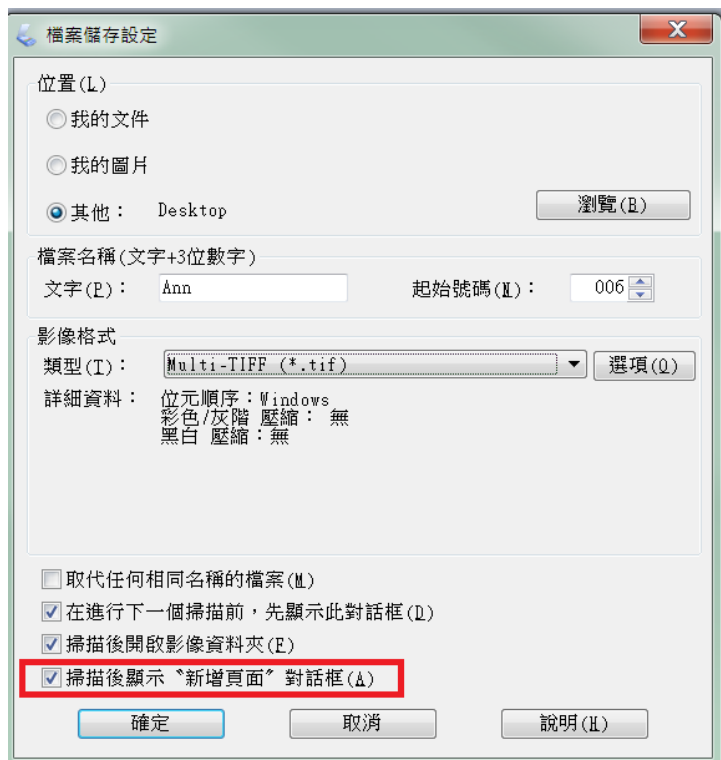 檔案儲存設定
位置(L)
我的文件
我的圖片
其他： Desktop 瀏覽(B)
檔案名稱(文字+3位數字)
文字(P)： Ann 起始號碼(N)： 006
影像格式
類型(T)： Multi-TIFF (*.tif) 選項(O)
詳細資料： 位元順序：Windows
彩色/灰階 壓縮： 無
黑白 壓縮：無
取代任何相同名稱的檔案(M)
在進行下一個掃描前，先顯示此對話框(D)
掃描後開啟影像資料夾(F)
掃描後顯示〝新增頁面〞對話框(A)
確定 取消 說明(H)